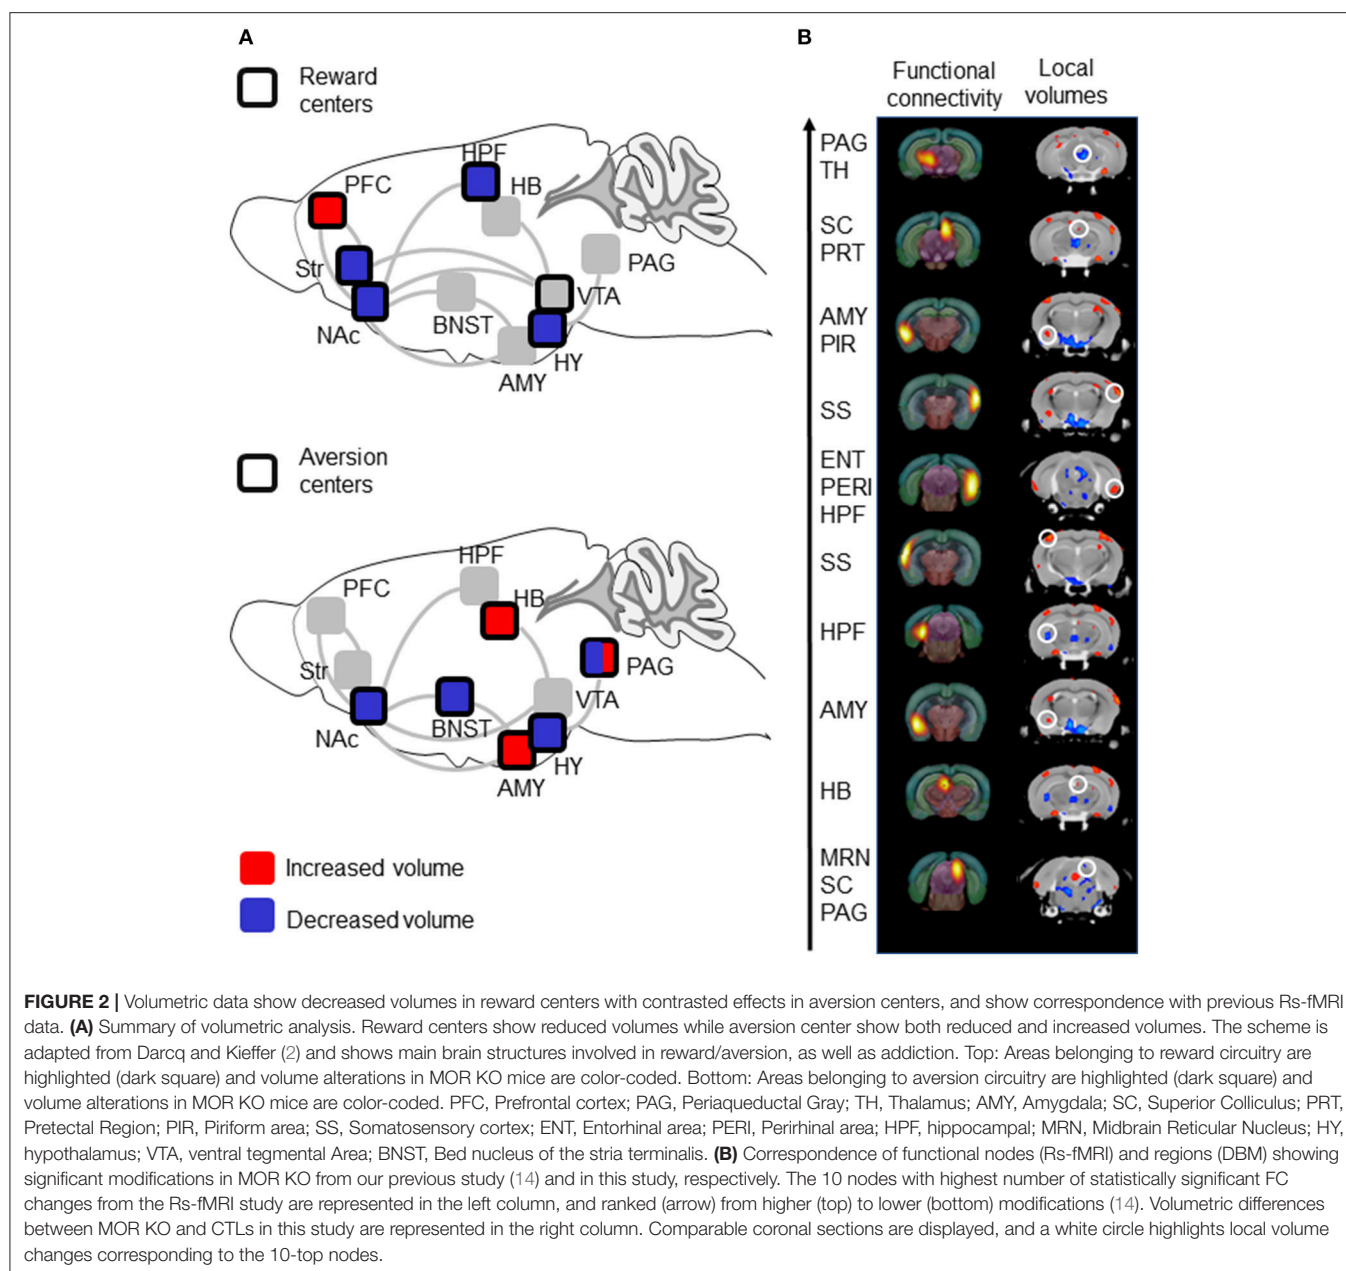 A
Reward
centers
HPF
PFC
HB
Str
PAG
VTA
NAc
BNST
HY
AMY
Aversion
centers
HPF
PFC
HB
PAG
Str
VTA
NAc
BNST
HY
AMY
Increased volume
Decreased volume
B
Functional
connectivity
Local
volumes
PAG
TH
SC
PRT
AMY
PIR
SS
ENT
PERI
HPF
SS
HPF
AMY
HB
MRN
SC
PAG
FIGURE 2 | Volumetric data show decreased volumes in reward centers with contrasted effects in aversion centers, and show correspondence with previous Rs-fMRI
data. (A) Summary of volumetric analysis. Reward centers show reduced volumes while aversion center show both reduced and increased volumes. The scheme is
adapted from Darcq and Kieffer (2) and shows main brain structures involved in reward/aversion, as well as addiction. Top: Areas belonging to reward circuitry are
highlighted (dark square) and volume alterations in MOR KO mice are color-coded. Bottom: Areas belonging to aversion circuitry are highlighted (dark square) and
volume alterations in MOR KO mice are color-coded. PFC, Prefrontal cortex; PAG, Periaqueductal Gray; TH, Thalamus; AMY, Amygdala; SC, Superior Colliculus; PRT,
Pretectal Region; PIR, Piriform area; SS, Somatosensory cortex; ENT, Entorhinal area; PERI, Perirhinal area; HPF, hippocampal; MRN, Midbrain Reticular Nucleus; HY,
hypothalamus; VTA, ventral tegmental Area; BNST, Bed nucleus of the stria terminalis. (B) Correspondence of functional nodes (Rs-fMRI) and regions (DBM) showing
significant modifications in MOR KO from our previous study (14) and in this study, respectively. The 10 nodes with highest number of statistically significant FC
changes from the Rs-fMRI study are represented in the left column, and ranked (arrow) from higher (top) to lower (bottom) modifications (14). Volumetric differences
between MOR KO and CTLs in this study are represented in the right column. Comparable coronal sections are displayed, and a white circle highlights local volume
changes corresponding to the 10-top nodes.